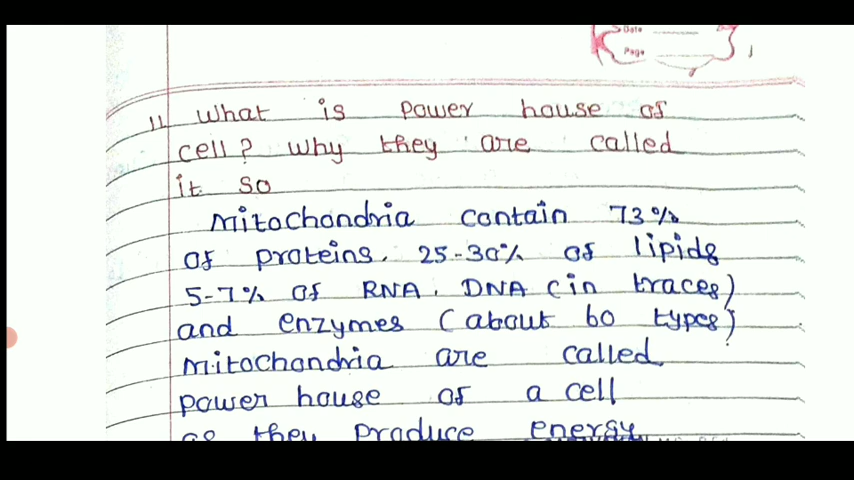 Date
Page
11 What is power house of
cell? why they are called
it so
Mitochondria contain 73%
of proteins. 25-30% of lipids
5-7% of RNA. DNA (in traces)
and enzymes (about 60 types)
Mitochondria are called
power house of a cell
as they produce energy